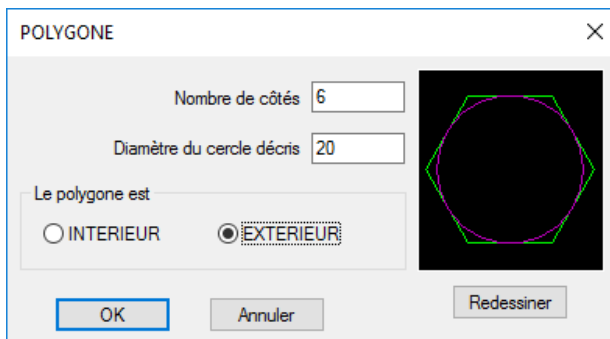 POLYGONE
Nombre de côtés 6
Diamètre du cercle décris 20
Le polygone est
INTERIEUR EXTERIEUR
OK Annuler Redessiner